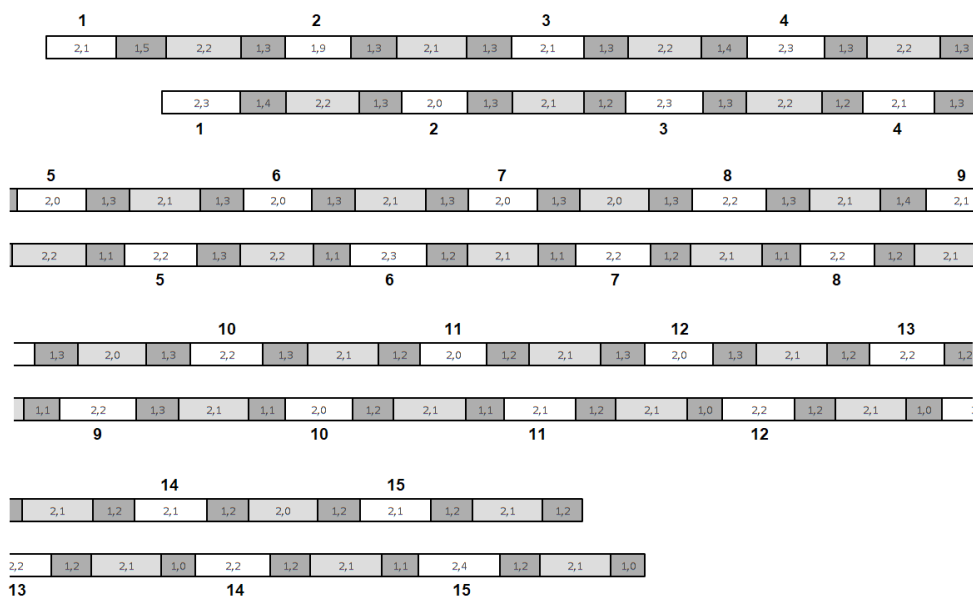 1 2 3 4
2,1 1,5 2,2 1,3 1,9 1,3 2,1 1,3 2,1 1,3 2,2 1,4 2,3 1,3 2,2 1,3
2,3 1,4 2,2 1,3 2,0 1,3 2,1 1,2 2,3 1,3 2,2 1,2 2,1 1,3
1 2 3 4
5 6 7 8 9
2,0 1,3 2,1 1,3 2,0 1,3 2,1 1,3 2,0 1,3 2,0 1,3 2,2 1,3 2,1 1,4 2,1
2,2 1,1 2,2 1,3 2,2 1,1 2,3 1,2 2,1 1,1 2,2 1,2 2,1 1,1 2,2 1,2 2,1
5 6 7 8
10 11 12 13
1,3 2,0 1,3 2,2 1,3 2,1 1,2 2,0 1,2 2,1 1,3 2,0 1,3 2,1 1,2 2,2 1,2
1,1 2,2 1,3 2,1 1,1 2,0 1,2 2,1 1,1 2,1 1,2 2,1 1,0 2,2 1,2 2,1 1,0
9 10 11 12
14 15
2,1 1,2 2,1 1,2 2,0 1,2 2,1 1,2 2,1 1,2
2,2 1,2 2,1 1,0 2,2 1,2 2,1 1,1 2,4 1,2 2,1 1,0
13 14 15